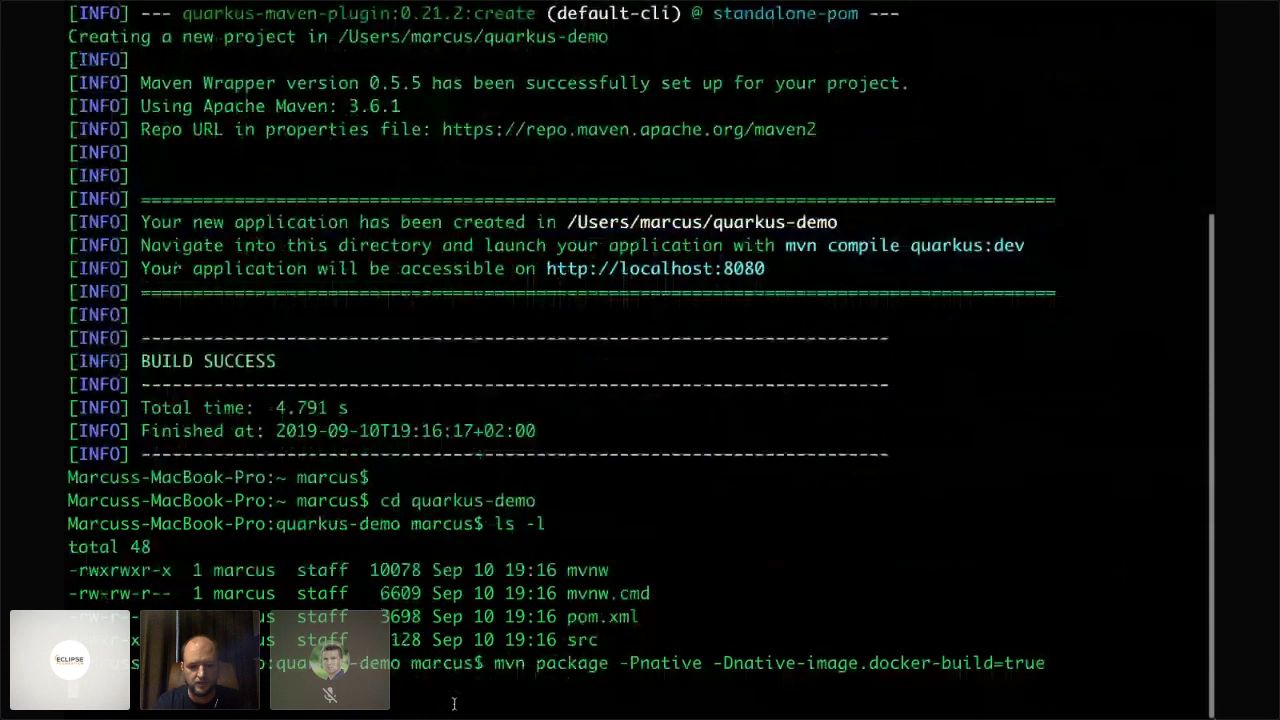 [INFO] --- quarkus-maven-plugin:0.21.2:create (default-cli) @ standalone-pom ---
Creating a new project in /Users/marcus/quarkus-demo
[INFO]
[INFO] Maven Wrapper version 0.5.5 has been successfully set up for your project.
[INFO] Using Apache Maven: 3.6.1
[INFO] Repo URL in properties file: https://repo.maven.apache.org/maven2
[INFO]
[INFO]
[INFO] ========================================================================================
[INFO] Your new application has been created in /Users/marcus/quarkus-demo
[INFO] Navigate into this directory and launch your application with mvn compile quarkus:dev
[INFO] Your application will be accessible on http://localhost:8080
[INFO] ========================================================================================
[INFO]
[INFO] ------------------------------------------------------------------------
[INFO] BUILD SUCCESS
[INFO] ------------------------------------------------------------------------
[INFO] Total time:  4.791 s
[INFO] Finished at: 2019-09-10T19:16:17+02:00
[INFO] ------------------------------------------------------------------------
Marcuss-MacBook-Pro:~ marcus$
Marcuss-MacBook-Pro:~ marcus$ cd quarkus-demo
Marcuss-MacBook-Pro:quarkus-demo marcus$ ls -l
total 48
-rwxrwxr-x  1 marcus  staff  10078 Sep 10 19:16 mvnw
-rw-rw-r--  1 marcus  staff   6609 Sep 10 19:16 mvnw.cmd
staff   3698 Sep 10 19:16 pom.xml
staff    128 Sep 10 19:16 src
marcus$ mvn package -Pnative -Dnative-image.docker-build=true
ECLIPSE